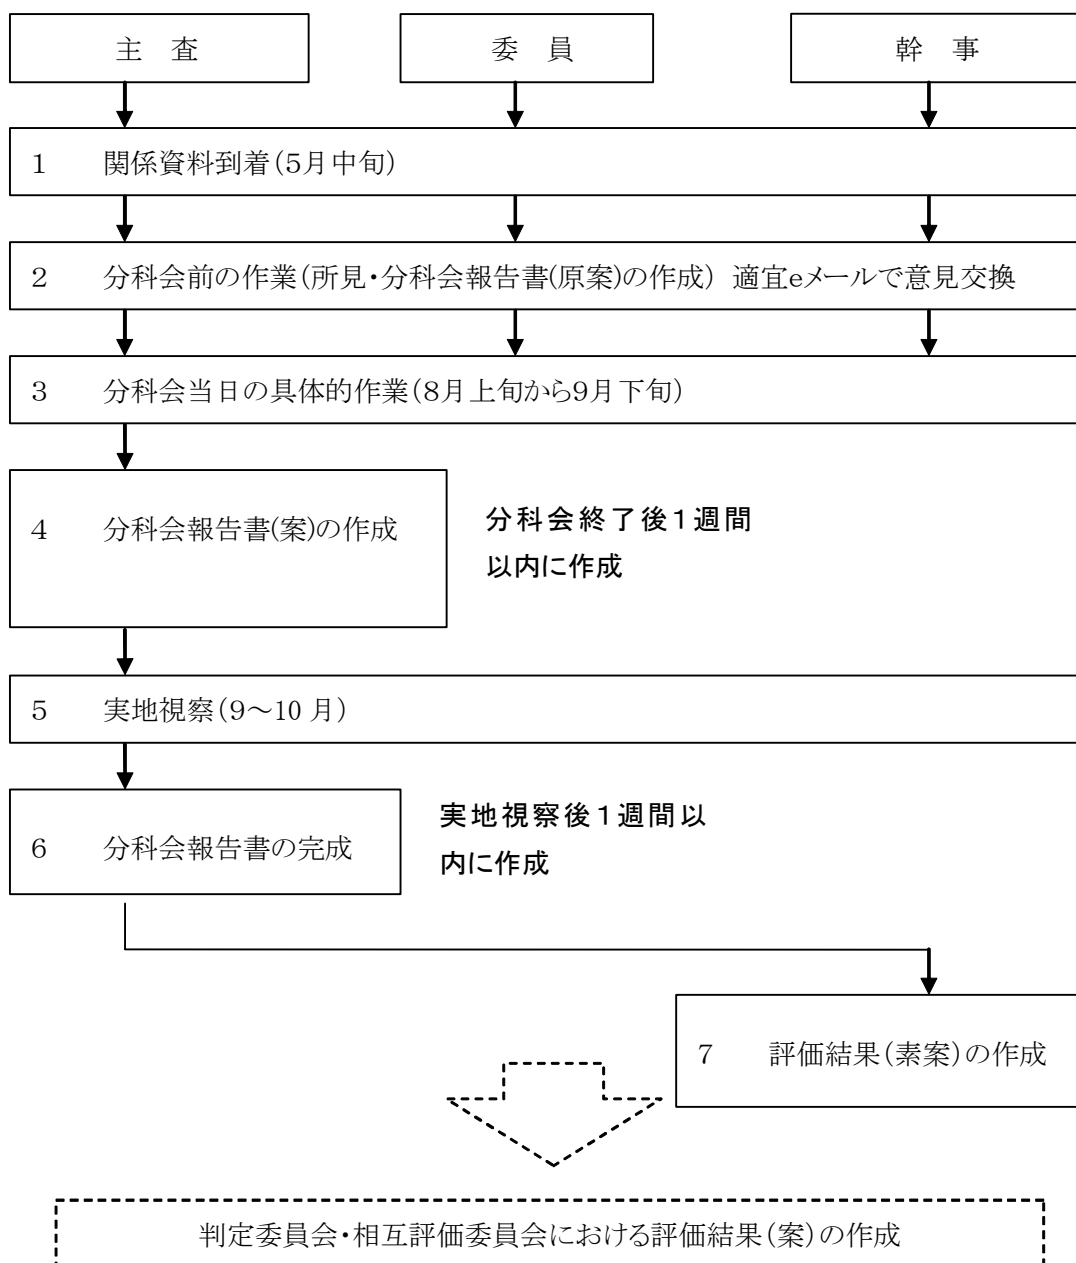 主　査
委　員
幹　事
１　関係資料到着（５月中旬）
２　分科会前の作業（所見・分科会報告書(原案)の作成） 適宜eメールで意見交換
３　分科会当日の具体的作業（８月上旬から９月下旬）
４　分科会報告書(案)の作成
分科会終了後１週間
以内に作成
５　実地視察（９～10 月）
６　分科会報告書の完成
実地視察後１週間以
内に作成
７　評価結果（素案）の作成
判定委員会・相互評価委員会における評価結果（案）の作成